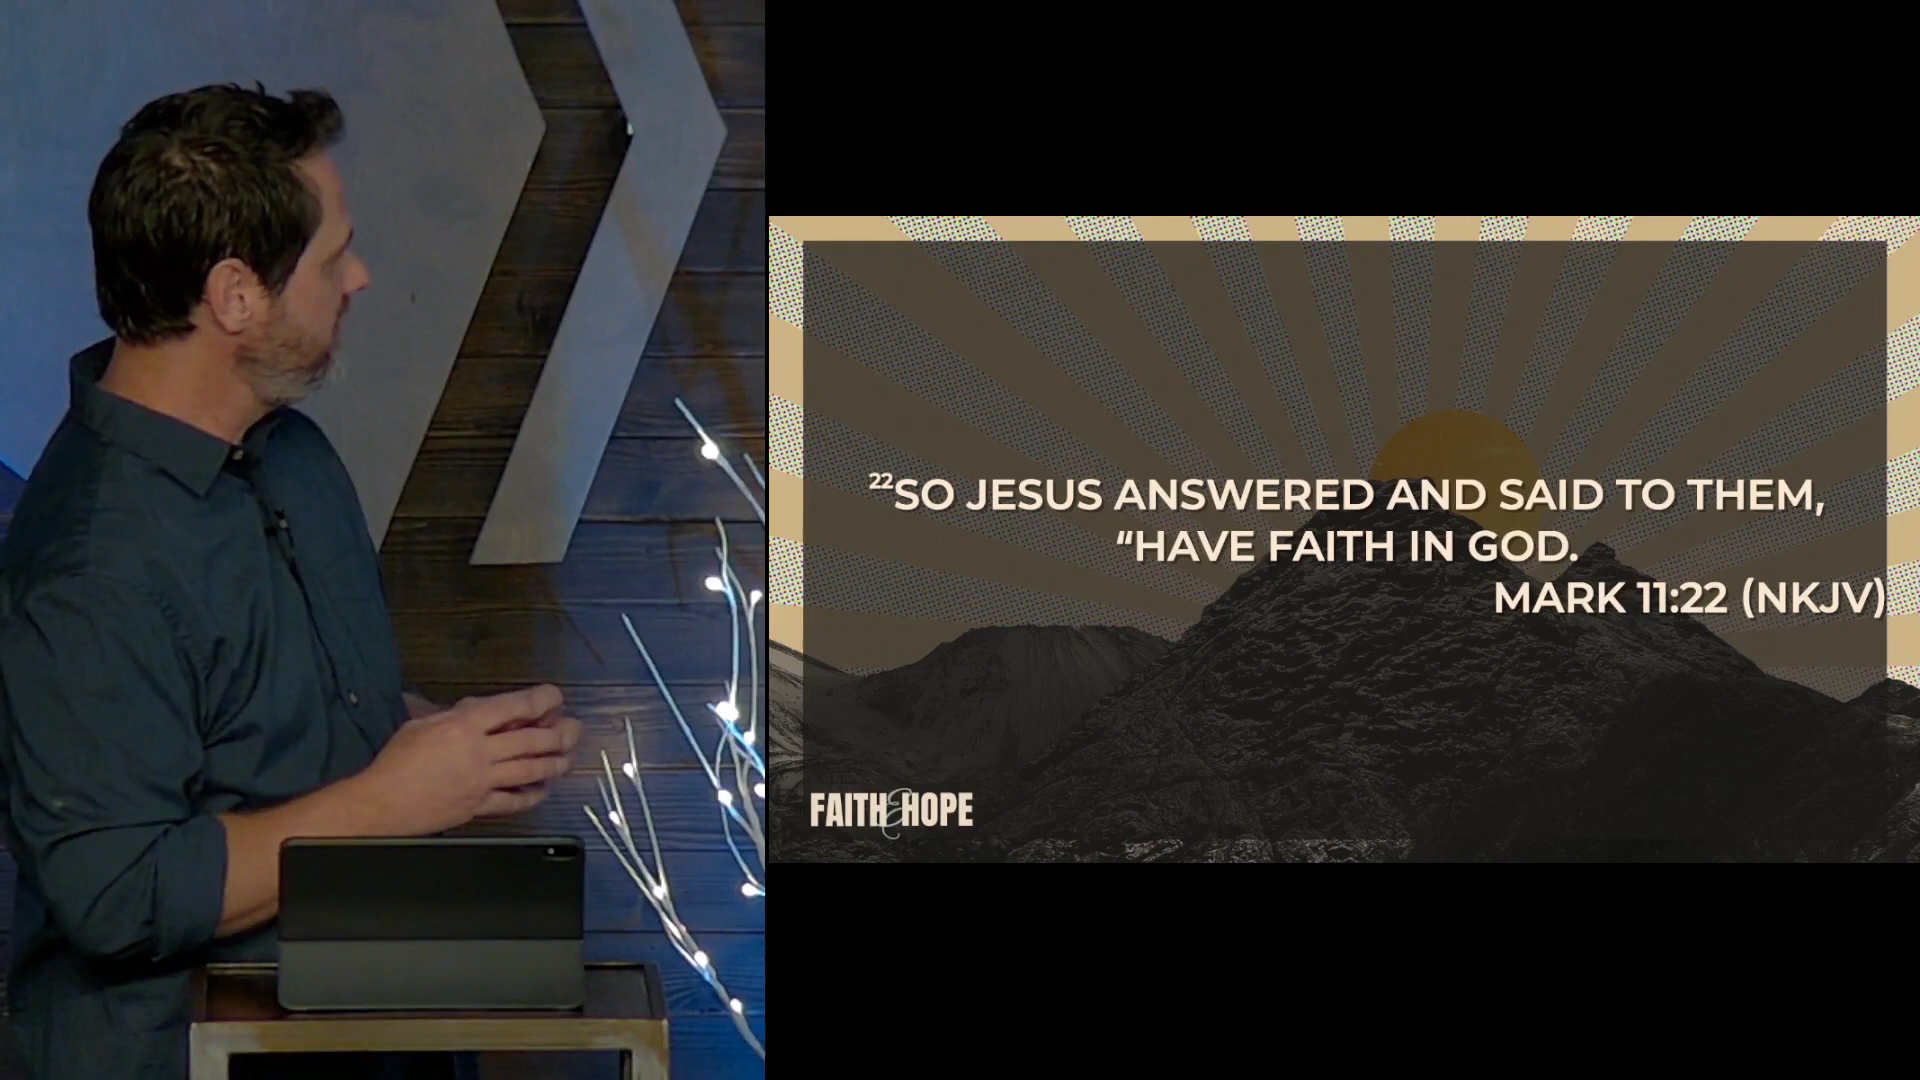 ²²SO JESUS ANSWERED AND SAID TO THEM,
“HAVE FAITH IN GOD.
MARK 11:22 (NKJV)
FAITH & HOPE